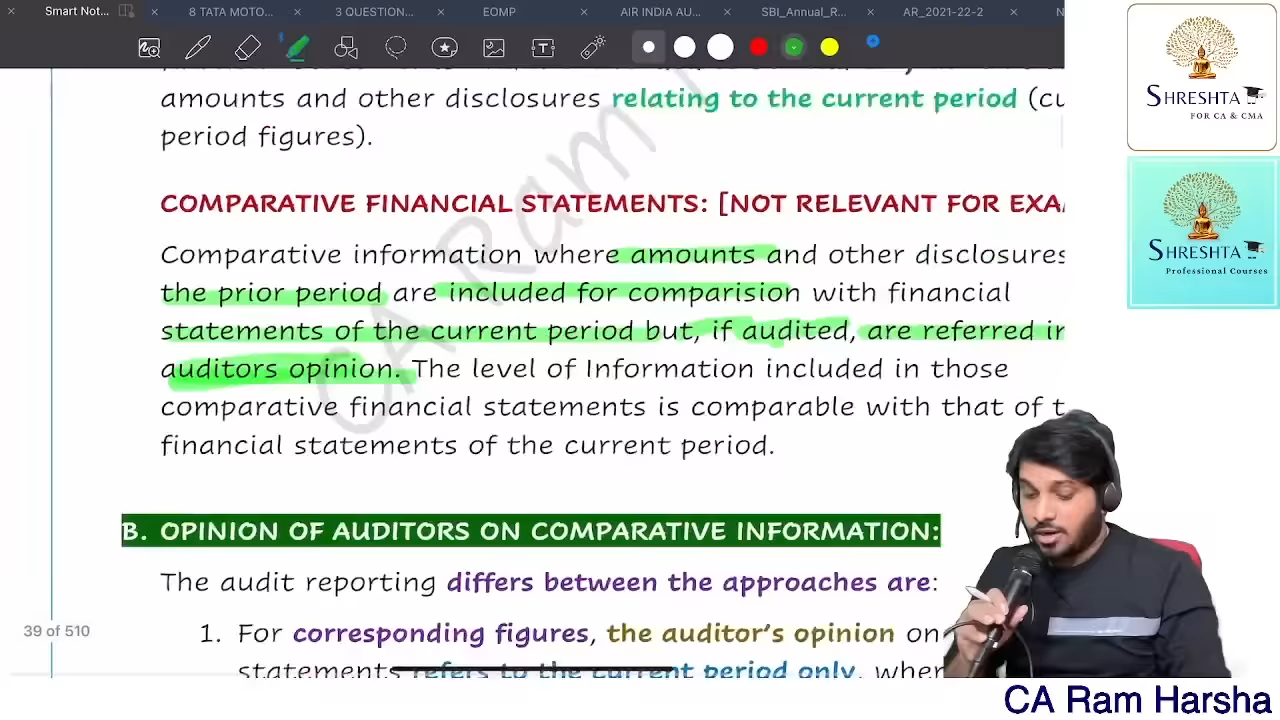 Smart Not...
8 TATA MOTO...
3 QUESTION...
EOMP
AIR INDIA AU...
SBI_Annual_R...
AR_2021-22-2
amounts and other disclosures relating to the current period (cu
period figures).
COMPARATIVE FINANCIAL STATEMENTS: [NOT RELEVANT FOR EXA
Comparative information where amounts and other disclosures
the prior period are included for comparision with financial
statements of the current period but, if audited, are referred in
auditors opinion. The level of Information included in those
comparative financial statements is comparable with that of t
financial statements of the current period.
B. OPINION OF AUDITORS ON COMPARATIVE INFORMATION:
The audit reporting differs between the approaches are:
39 of 510
1. For corresponding figures, the auditor's opinion on
statements refers to the current period only, when
CA Ram
SHRESHTA
FOR CA & CMA
SHRESHTA
Professional Courses
CA Ram Harsha